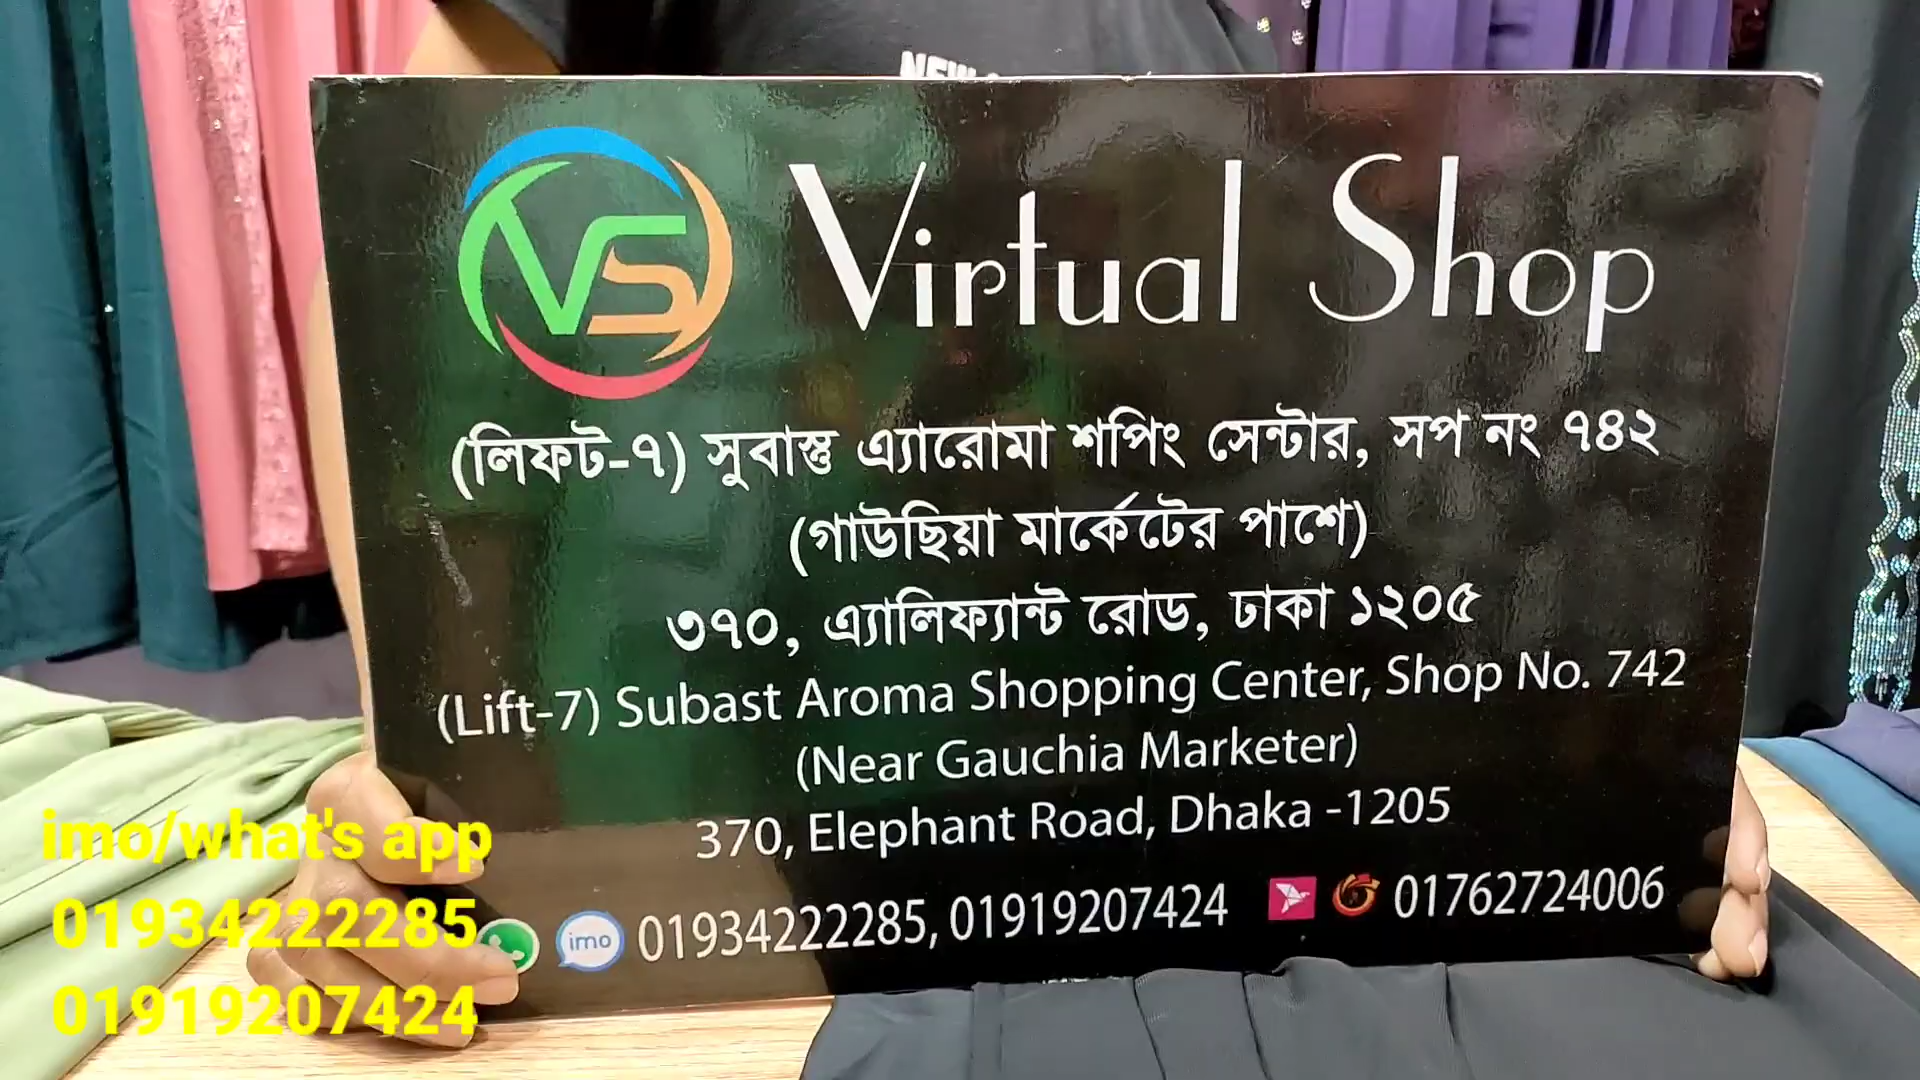 NEW
VS Virtual Shop
(লিফট-৭) সুবাস্তু এ্যারোমা শপিং সেন্টার, সপ নং ৭৪২
(গাউছিয়া মার্কেটের পাশে)
৩৭০, এ্যালিফ্যান্ট রোড, ঢাকা ১২০৫
(Lift-7) Subast Aroma Shopping Center, Shop No. 742
(Near Gauchia Marketer)
370, Elephant Road, Dhaka -1205
imo 01934222285, 01919207424 01762724006
imo/what's app
01934222285
01919207424